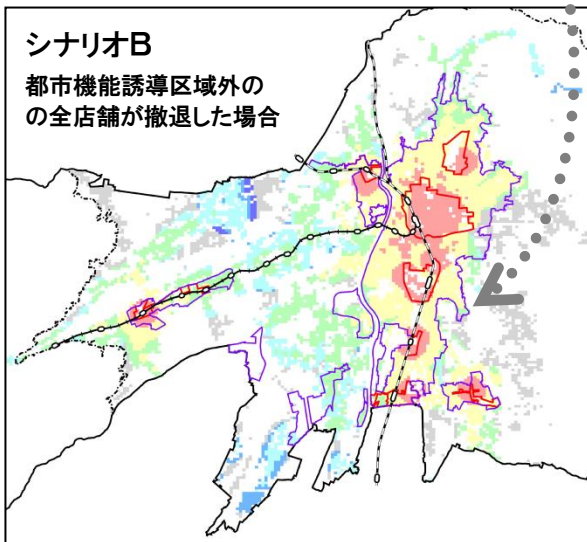 シナリオB
都市機能誘導区域外の
の全店舗が撤退した場合